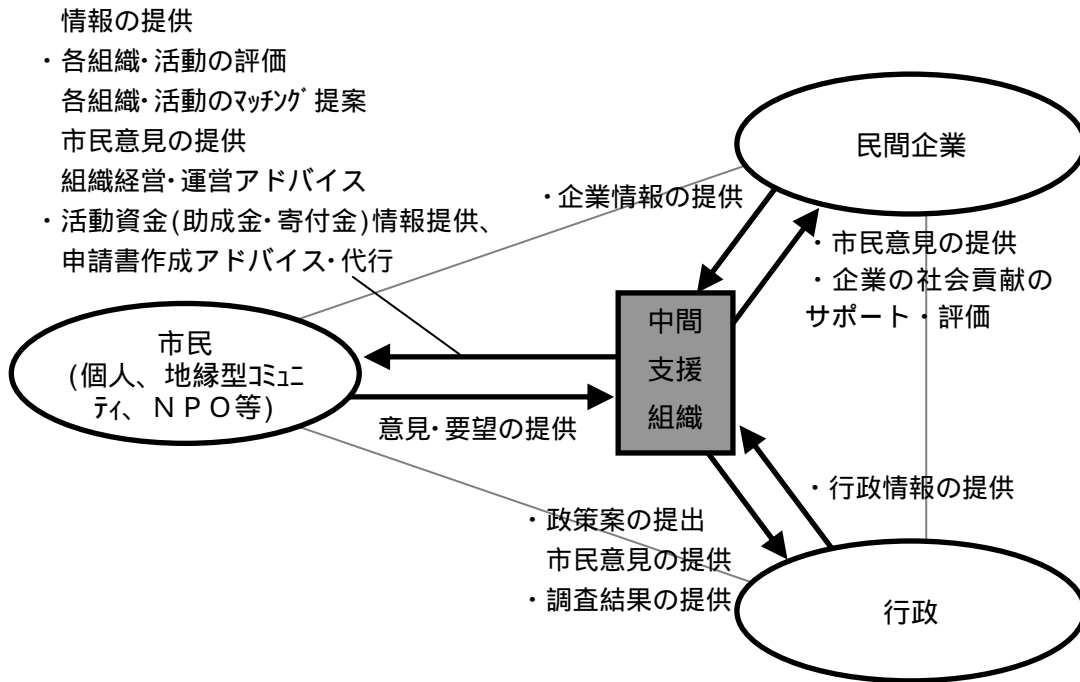 情報の提供
・各組織・活動の評価
各組織・活動のﾏｯﾁﾝｸﾞ提案
市民意見の提供
組織経営・運営アドバイス
・活動資金(助成金・寄付金)情報提供、
申請書作成アドバイス・代行
民間企業
・企業情報の提供
・市民意見の提供
・企業の社会貢献の
サポート・評価
中間
支援
組織
市民
(個人、地縁型ｺﾐｭﾆ
ﾃｨ、ＮＰＯ等)
意見・要望の提供
・行政情報の提供
・政策案の提出
市民意見の提供
・調査結果の提供
行政